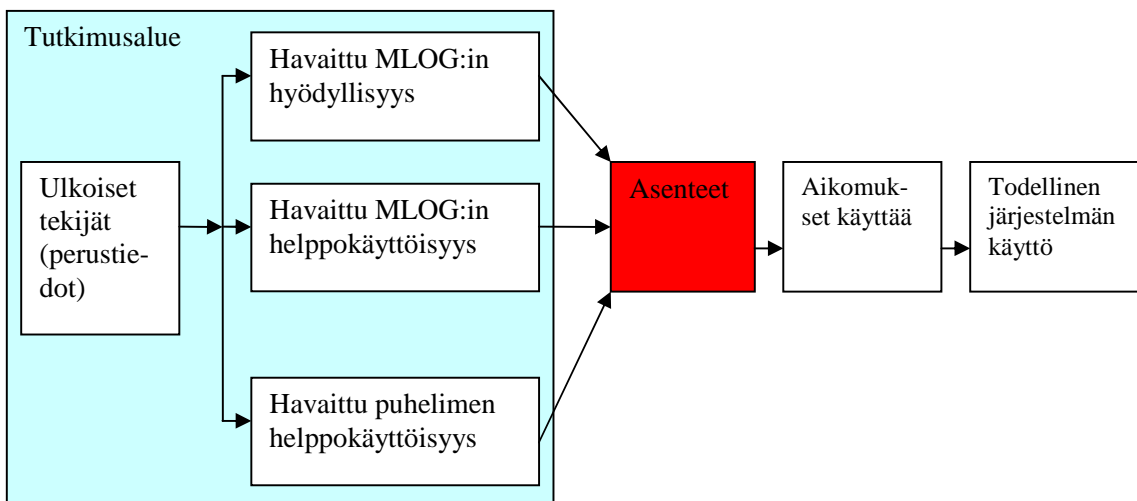 Tutkimusalue
Havaittu MLOG:in
hyödyllisyys
Ulkoiset
tekijät
(perustie-
dot)
Havaittu MLOG:in
helppokäyttöisyys
Havaittu puhelimen
helppokäyttöisyys
Asenteet
Aikomuk-
set käyttää
Todellinen
järjestelmän
käyttö